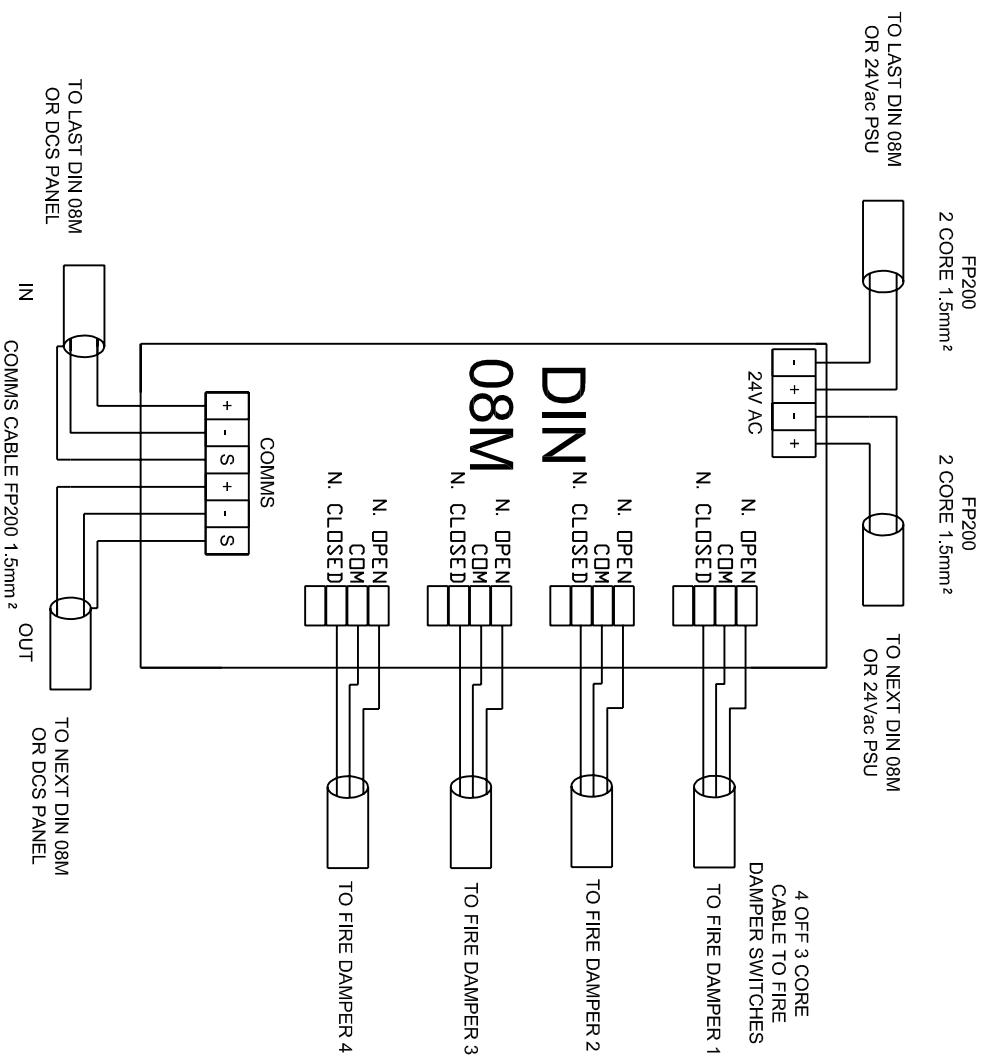 FP200
2 CORE 1.5mm²
FP200
2 CORE 1.5mm²
TO LAST DIN 08M
OR 24Vac PSU
TO NEXT DIN 08M
OR 24Vac PSU
-
+
-
+
24V AC
4 OFF 3 CORE
CABLE TO FIRE
DAMPER SWITCHES
N. OPEN
COM
N. CLOSED
TO FIRE DAMPER 1
DIN
08M
N. OPEN
COM
N. CLOSED
TO FIRE DAMPER 2
N. OPEN
COM
N. CLOSED
TO FIRE DAMPER 3
N. OPEN
COM
N. CLOSED
TO FIRE DAMPER 4
COMMS
+
-
S
+
-
S
TO LAST DIN 08M
OR DCS PANEL
TO NEXT DIN 08M
OR DCS PANEL
IN
OUT
COMMS CABLE FP200 1.5mm²